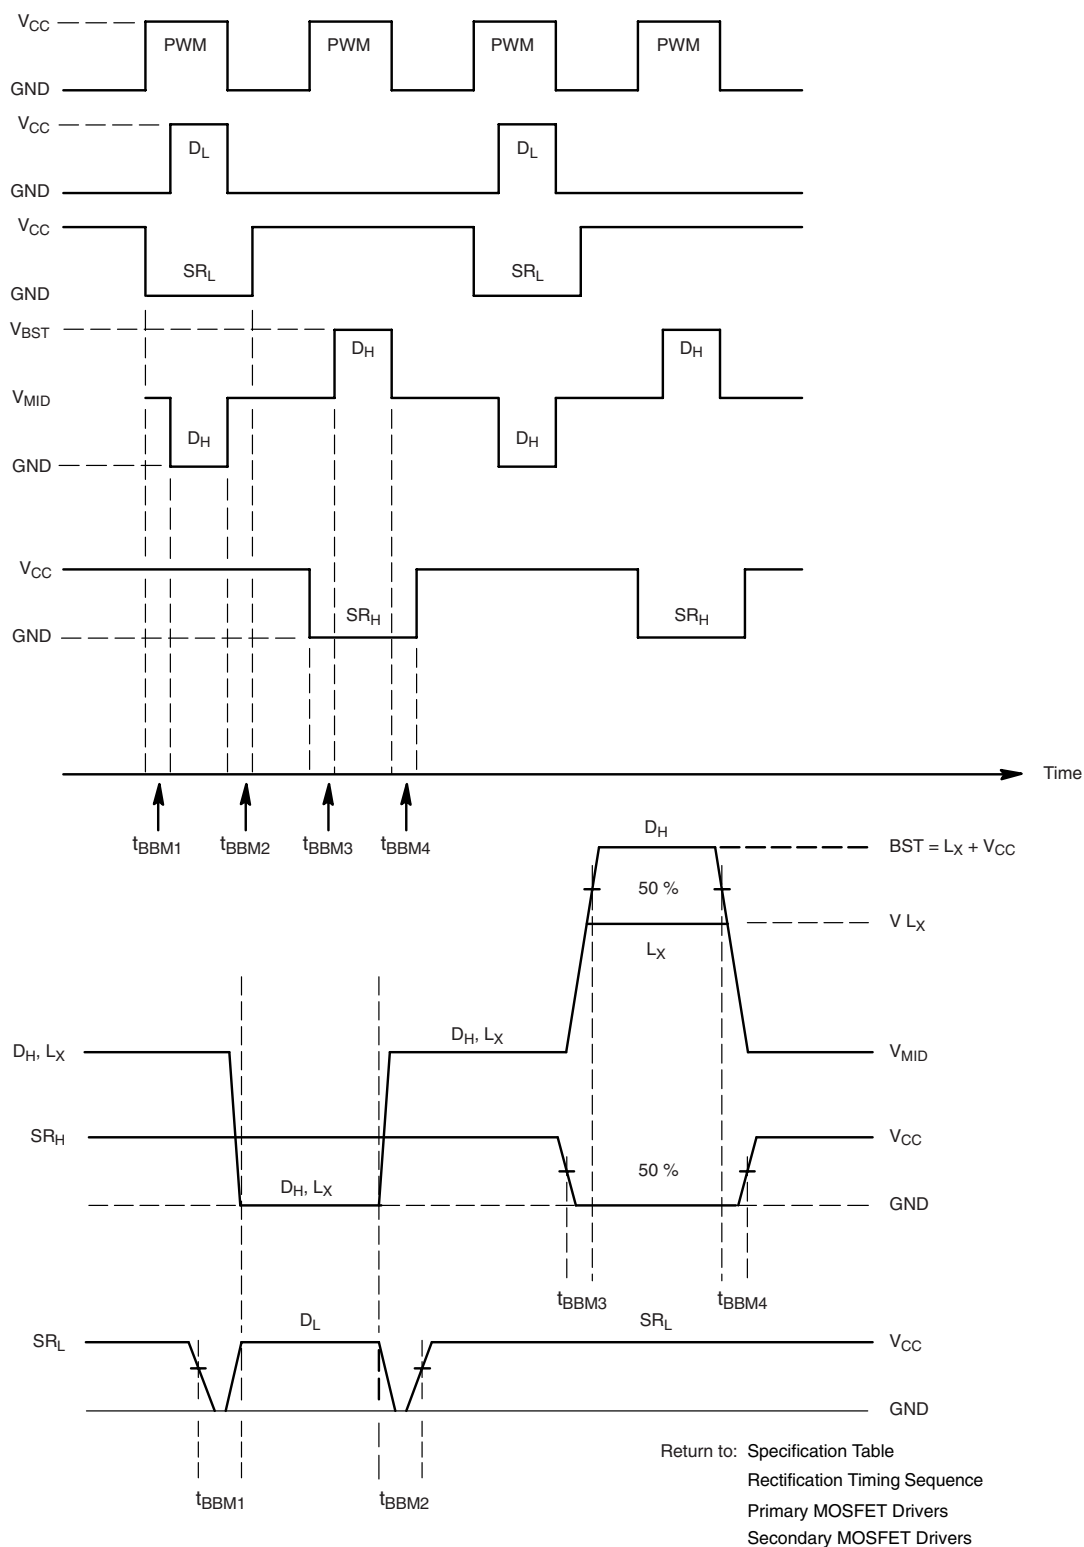 VCC
PWM PWM PWM PWM
GND
VCC
DL DL
GND
VCC
SRL SRL
GND
VBST
DH DH
VMID
DH DH
GND
VCC
SRH SRH
GND
Time
tBBM1 tBBM2 tBBM3 tBBM4
DH
BST = LX + VCC
50 %
V LX
LX
DH, LX
DH, LX
VMID
SRH
VCC
50 %
DH, LX
GND
tBBM3 tBBM4
DL SRL
SRL
VCC
GND
Return to: Specification Table
Rectification Timing Sequence
tBBM1 tBBM2
Primary MOSFET Drivers
Secondary MOSFET Drivers